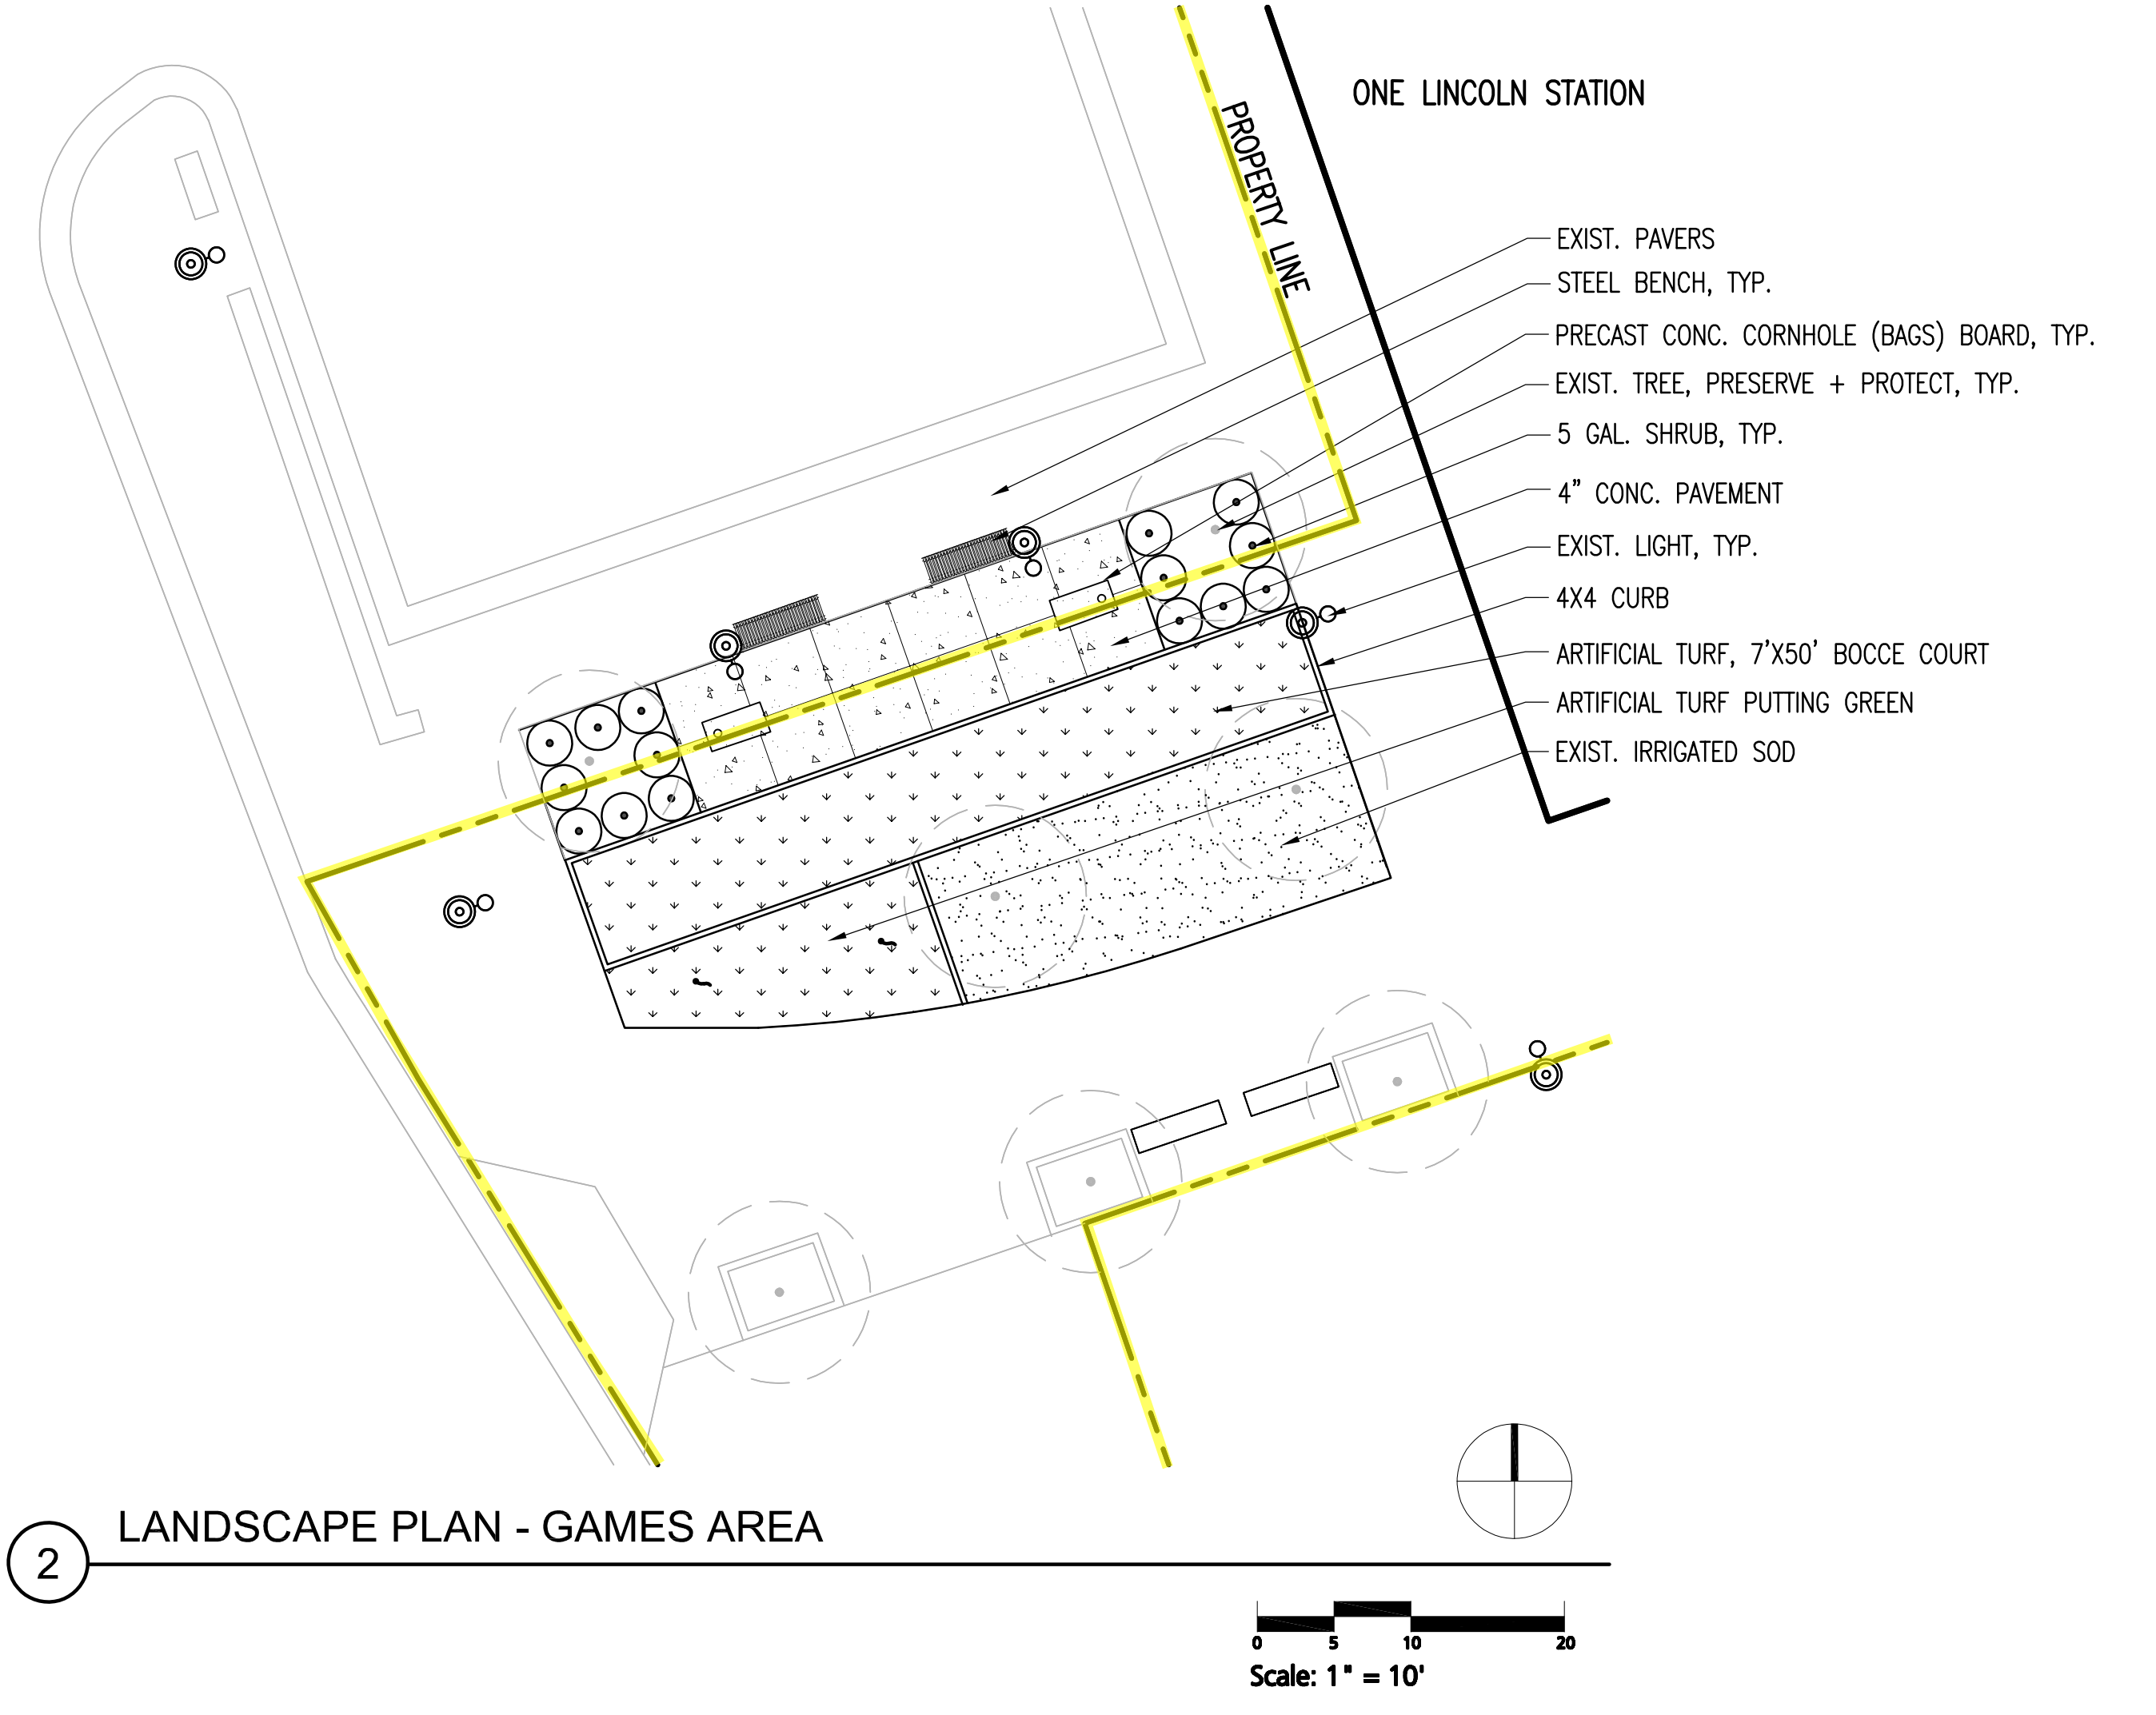 ONE LINCOLN STATION
PROPERTY LINE
EXIST. PAVERS
STEEL BENCH, TYP.
PRECAST CONC. CORNHOLE (BAGS) BOARD, TYP.
EXIST. TREE, PRESERVE + PROTECT, TYP.
5 GAL. SHRUB, TYP.
4" CONC. PAVEMENT
EXIST. LIGHT, TYP.
4X4 CURB
ARTIFICIAL TURF, 7'X50' BOCCE COURT
ARTIFICIAL TURF PUTTING GREEN
EXIST. IRRIGATED SOD
2
LANDSCAPE PLAN - GAMES AREA
0 5 10 20
Scale: 1" = 10'